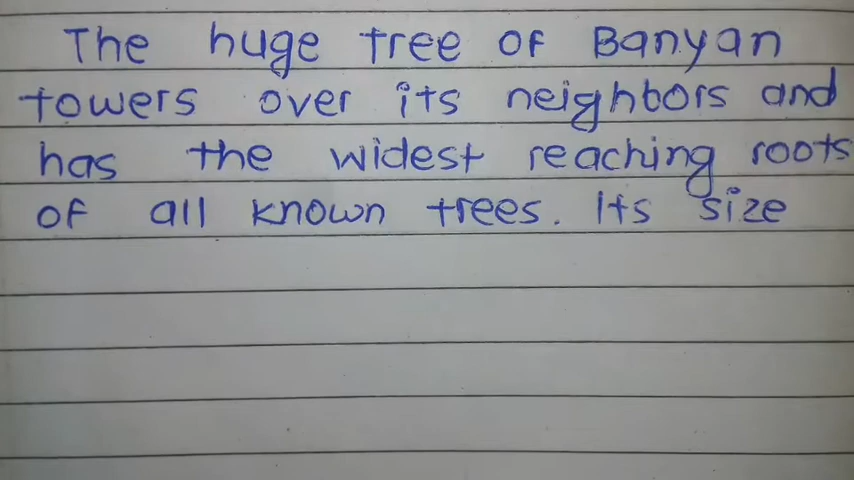 The huge tree of Banyan
towers over its neighbors and
has the widest reaching roots
of all known trees. Its size